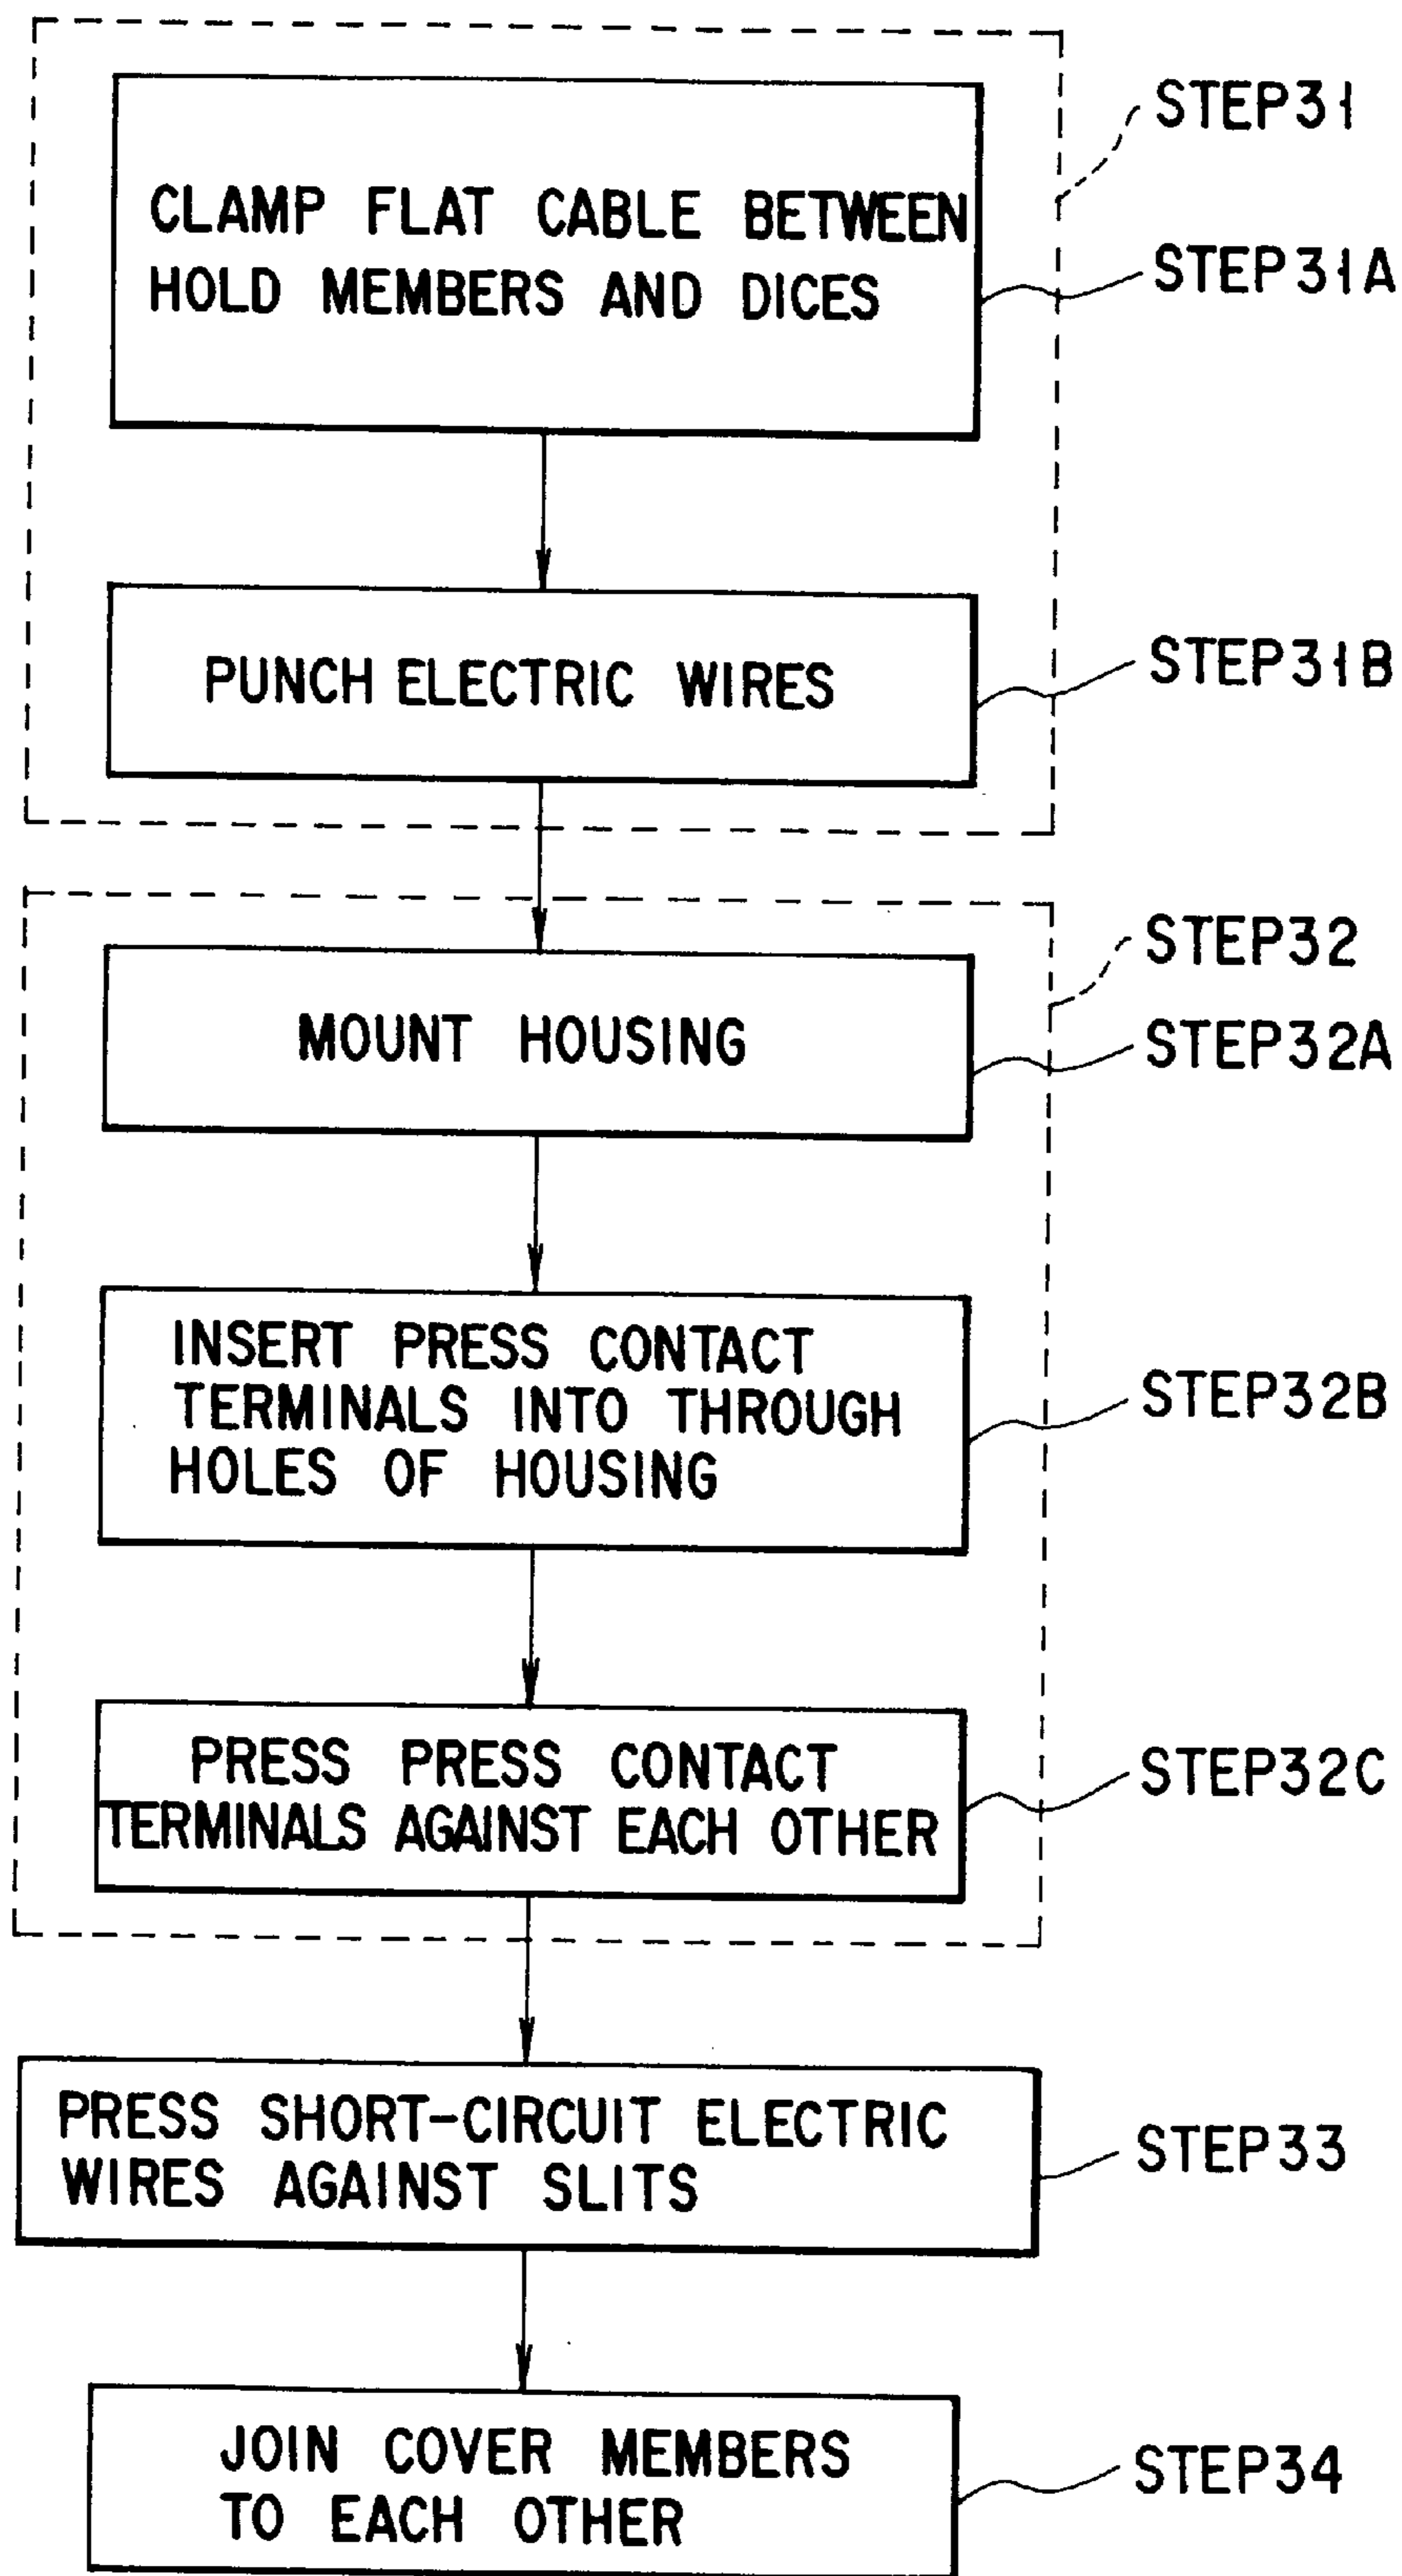 STEP31
CLAMP FLAT CABLE BETWEEN
HOLD MEMBERS AND DICES
STEP31A
PUNCH ELECTRIC WIRES
STEP31B
STEP32
MOUNT HOUSING
STEP32A
INSERT PRESS CONTACT
TERMINALS INTO THROUGH
HOLES OF HOUSING
STEP32B
PRESS PRESS CONTACT
TERMINALS AGAINST EACH OTHER
STEP32C
PRESS SHORT-CIRCUIT ELECTRIC
WIRES AGAINST SLITS
STEP33
JOIN COVER MEMBERS
TO EACH OTHER
STEP34